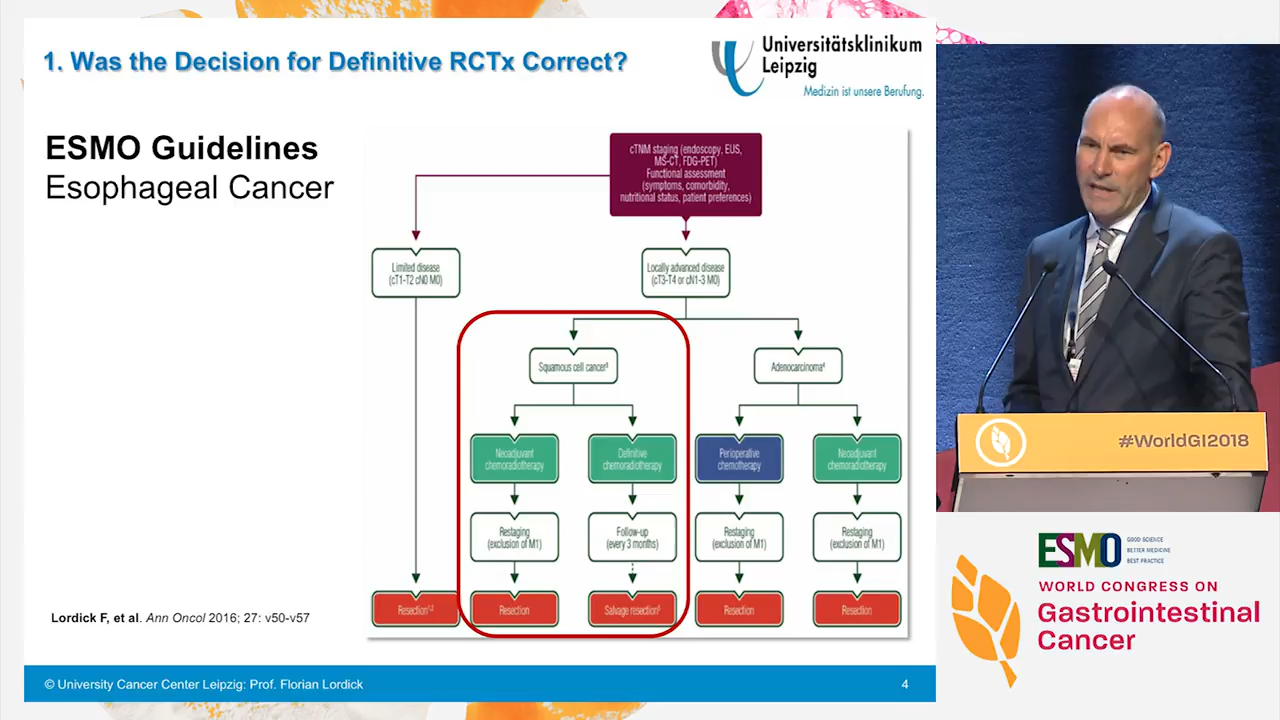 1. Was the Decision for Definitive RCTx Correct?
Universitätsklinikum
Leipzig
Medizin ist unsere Berufung.
ESMO Guidelines
Esophageal Cancer
cTNM staging (endoscopy, EUS,
MS-CT, FDG-PET)
Functional assessment
(symptoms, comorbidity,
nutritional status, patient preferences)
Limited disease
(cT1-T2 cN0 M0)
Locally advanced disease
(cT3-T4 or cN1-3 M0)
Squamous cell cancer³
Adenocarcinoma⁴
Neoadjuvant
chemoradiotherapy
Definitive
chemoradiotherapy
Perioperative
chemotherapy
Neoadjuvant
chemoradiotherapy
Restaging
(exclusion of M1)
Follow-up
(every 3 months)
Restaging
(exclusion of M1)
Restaging
(exclusion of M1)
Resection¹,²
Resection
Salvage resection⁵
Resection
Resection
Lordick F, et al. Ann Oncol 2016; 27: v50-v57
© University Cancer Center Leipzig: Prof. Florian Lordick
4
#WorldGI2018
ESMO
GOOD SCIENCE
BETTER MEDICINE
BEST PRACTICE
WORLD CONGRESS ON
Gastrointestinal
Cancer